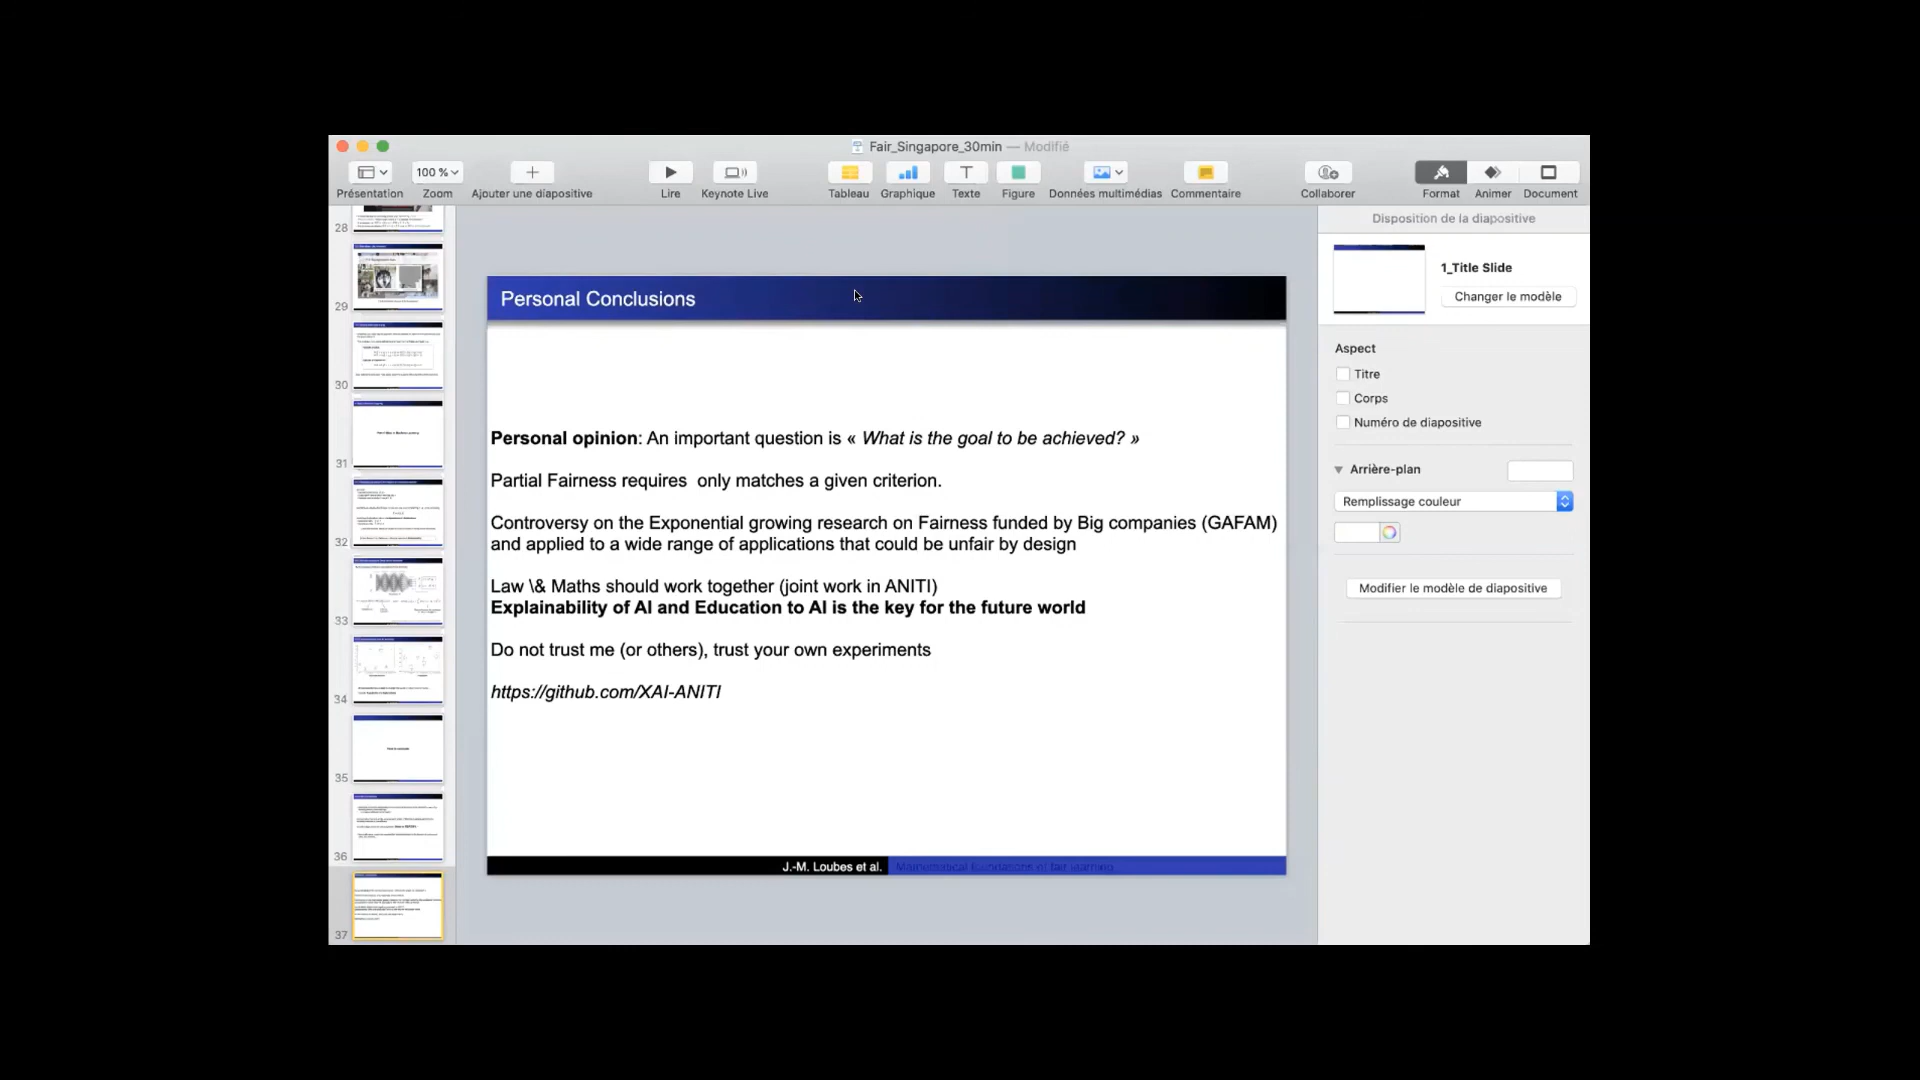 Fair_Singapore_30min — Modifié
100 %
Présentation Zoom Ajouter une diapositive Lire Keynote Live Tableau Graphique Texte Figure Données multimédias Commentaire Collaborer Format Animer Document
28
29
30
31
32
33
34
35
36
37
Personal Conclusions
Personal opinion: An important question is « What is the goal to be achieved? »
Partial Fairness requires only matches a given criterion.
Controversy on the Exponential growing research on Fairness funded by Big companies (GAFAM)
and applied to a wide range of applications that could be unfair by design
Law \& Maths should work together (joint work in ANITI)
Explainability of AI and Education to AI is the key for the future world
Do not trust me (or others), trust your own experiments
https://github.com/XAI-ANITI
J.-M. Loubes et al. Mathematical foundations of fair learning
Disposition de la diapositive
1_Title Slide
Changer le modèle
Aspect
Titre
Corps
Numéro de diapositive
Arrière-plan
Remplissage couleur
Modifier le modèle de diapositive